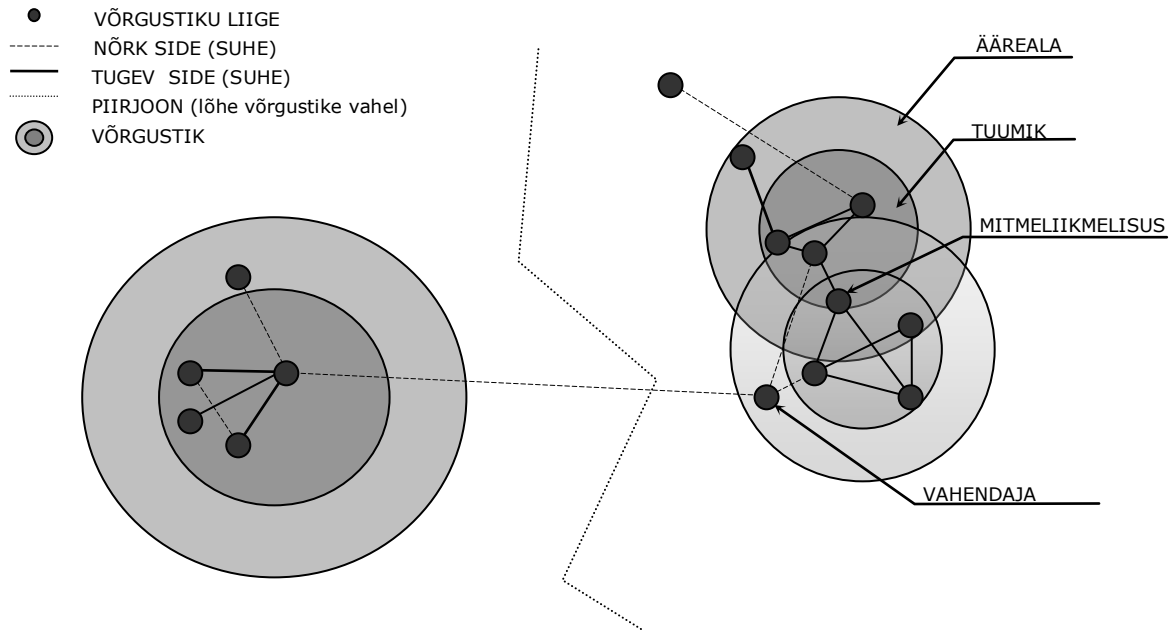 VÕRGUSTIKU LIIGE
NÕRK SIDE (SUHE)
TUGEV SIDE (SUHE)
PIIRJOON (lõhe võrgustike vahel)
VÕRGUSTIK
ÄÄREALA
TUUMIK
MITMELIIKMELISUS
VAHENDAJA